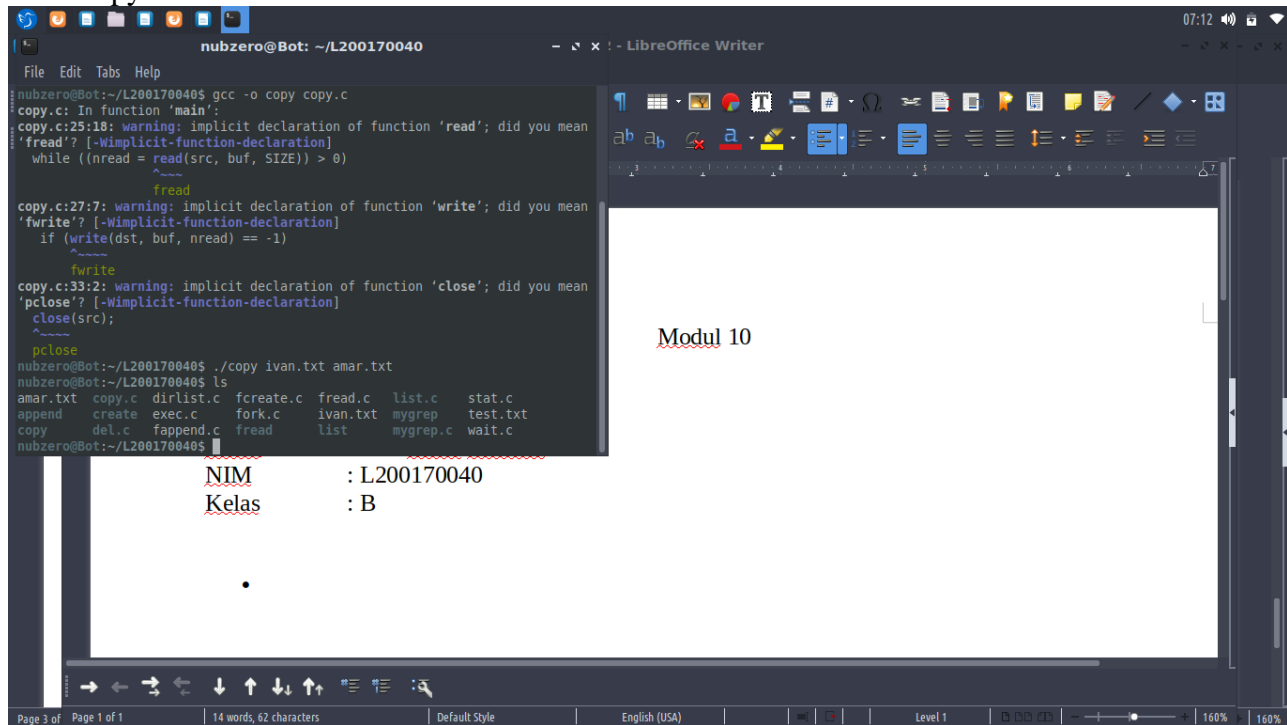 07:12
nubzero@Bot: ~/L200170040
- LibreOffice Writer
File Edit Tabs Help
nubzero@Bot:~/L200170040$ gcc -o copy copy.c
copy.c: In function ‘main’:
copy.c:25:18: warning: implicit declaration of function ‘read’; did you mean
‘fread’? [-Wimplicit-function-declaration]
while ((nread = read(src, buf, SIZE)) > 0)
^~~~
fread
copy.c:27:7: warning: implicit declaration of function ‘write’; did you mean
‘fwrite’? [-Wimplicit-function-declaration]
if (write(dst, buf, nread) == -1)
^~~~~
fwrite
copy.c:33:2: warning: implicit declaration of function ‘close’; did you mean
‘pclose’? [-Wimplicit-function-declaration]
close(src);
^~~~~
pclose
nubzero@Bot:~/L200170040$ ./copy ivan.txt amar.txt
nubzero@Bot:~/L200170040$ ls
amar.txt copy.c dirlist.c fcreate.c fread.c list.c stat.c
append create exec.c fork.c ivan.txt mygrep test.txt
copy del.c fappend.c fread list mygrep.c wait.c
nubzero@Bot:~/L200170040$
3 4 5 6 7
Modul 10
NIM : L200170040
Kelas : B
•
Page 3 of Page 1 of 1 14 words, 62 characters Default Style English (USA) Level 1 160% 160%